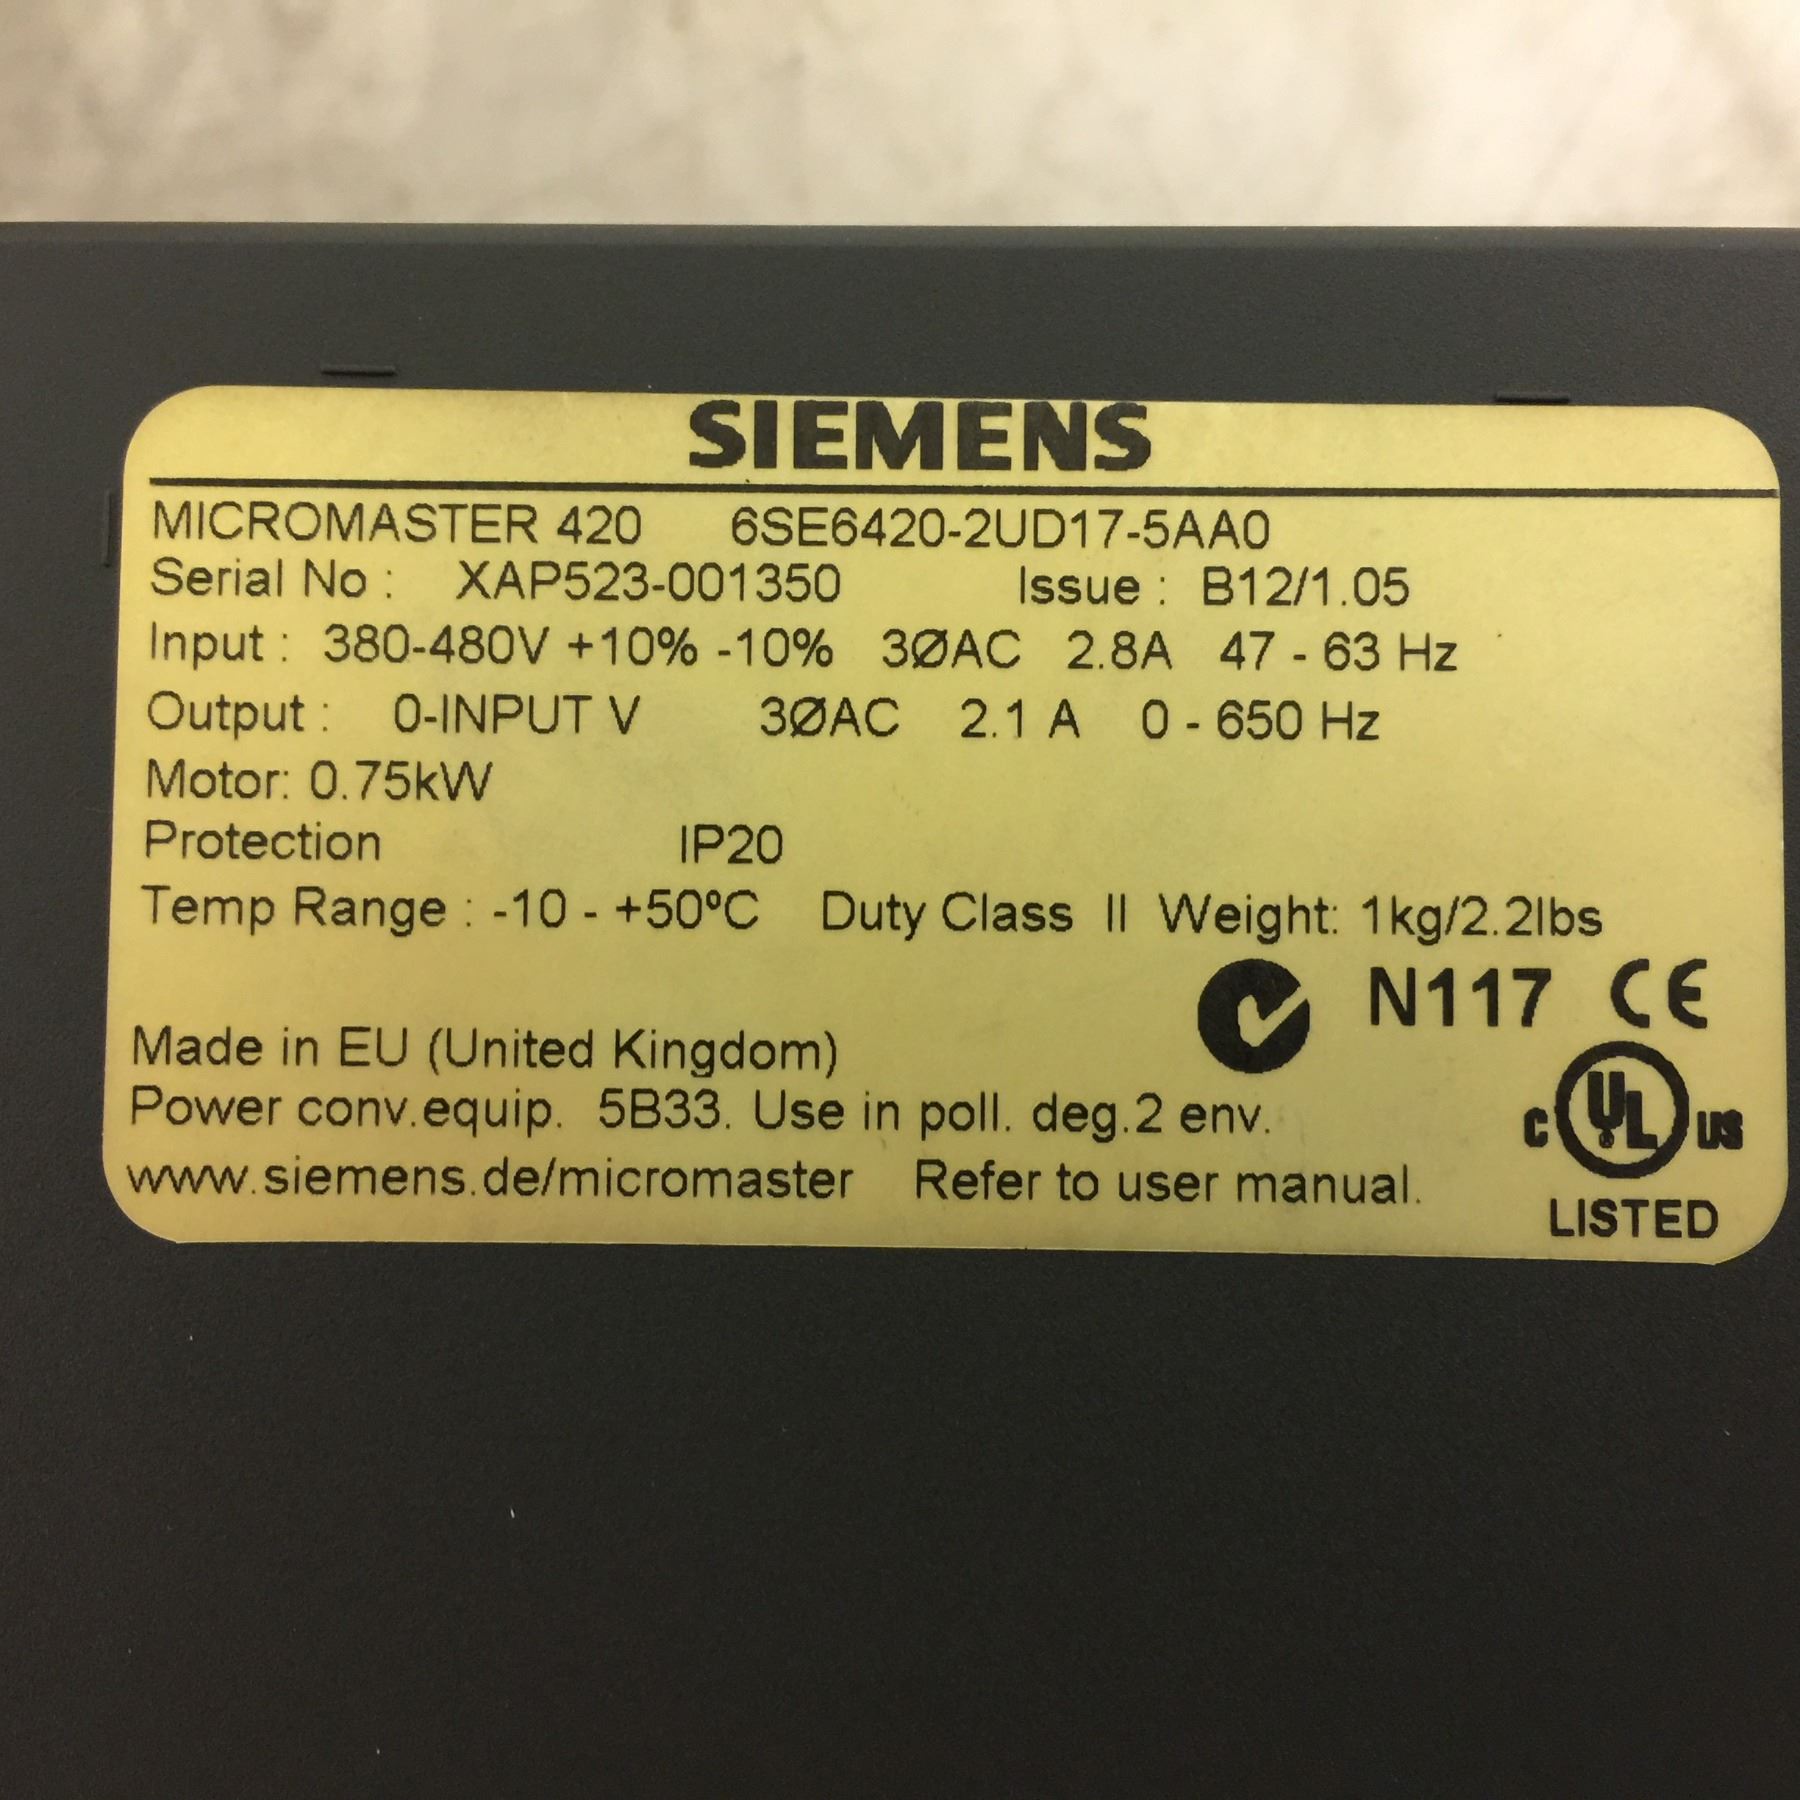 SIEMENS
MICROMASTER 420 6SE6420-2UD17-5AA0
Serial No : XAP523-001350 Issue : B12/1.05
Input : 380-480V +10% -10% 3ØAC 2.8A 47 - 63 Hz
Output : 0-INPUT V 3ØAC 2.1 A 0 - 650 Hz
Motor: 0.75kW
Protection IP20
Temp Range : -10 - +50ºC Duty Class II Weight: 1kg/2.2lbs
N117 CE
Made in EU (United Kingdom)
Power conv.equip. 5B33. Use in poll. deg.2 env.
C UL US
www.siemens.de/micromaster Refer to user manual.
LISTED